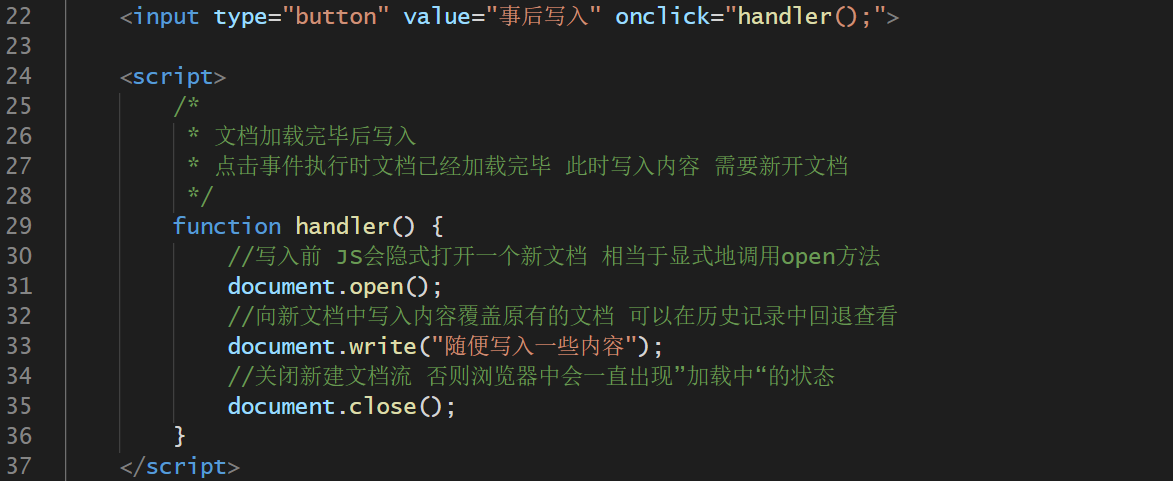 22 <input type="button" value="事后写入" onclick="handler();">
23
24 <script>
25 /*
26 * 文档加载完毕后写入
27 * 点击事件执行时文档已经加载完毕 此时写入内容 需要新开文档
28 */
29 function handler() {
30 //写入前 JS会隐式打开一个新文档 相当于显式地调用open方法
31 document.open();
32 //向新文档中写入内容覆盖原有的文档 可以在历史记录中回退查看
33 document.write("随便写入一些内容");
34 //关闭新建文档流 否则浏览器中会一直出现”加载中“的状态
35 document.close();
36 }
37 </script>